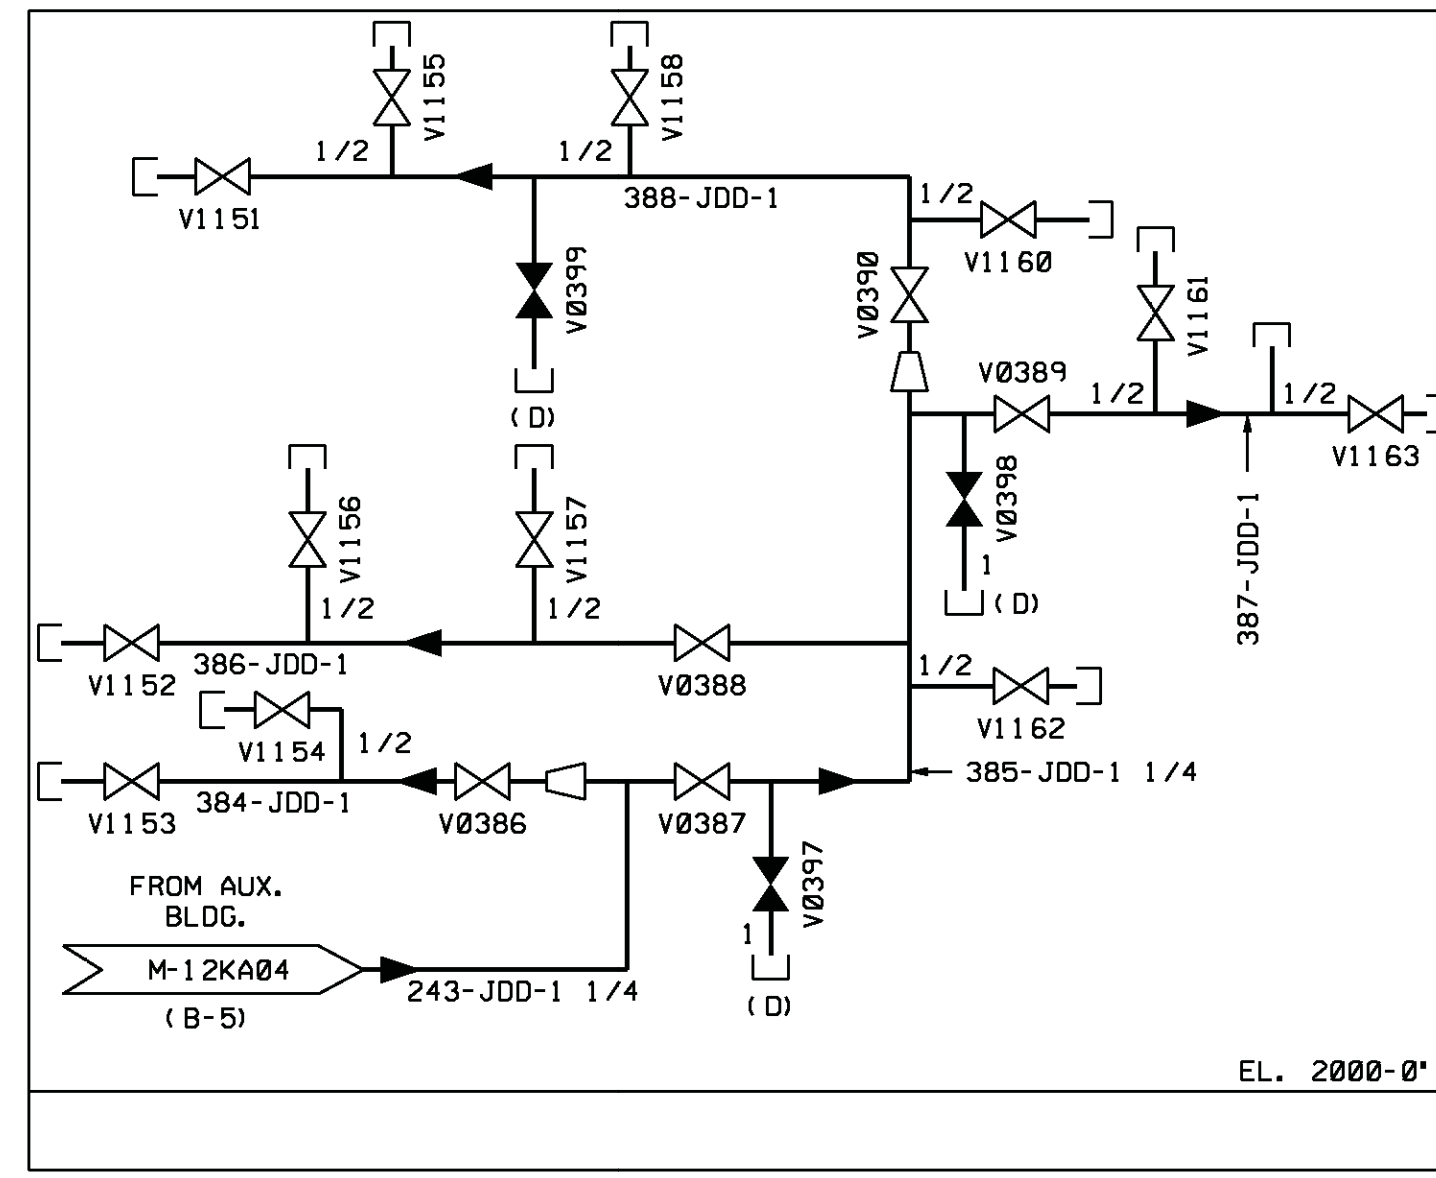 V1155
V1158
1/2
1/2
V1151
388-JDD-1
1/2
V1160
V0399
V0390
V1161
(D)
V0389
1/2
1/2
V1163
V0398
1
(D)
387-JDD-1
V1156
V1157
1/2
1/2
386-JDD-1
V1152
V0388
1/2
V1162
V1154
1/2
385-JDD-1 1/4
384-JDD-1
V1153
V0386
V0387
V0397
1
(D)
FROM AUX.
BLDG.
M-12KA04
(B-5)
243-JDD-1 1/4
EL. 2000-0"